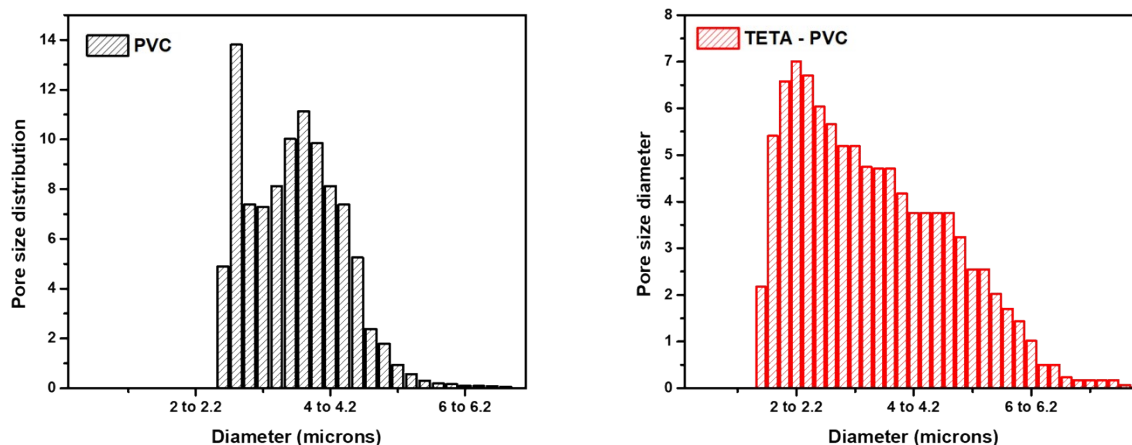 PVC
14
12
10
8
6
4
2
0
Pore size distribution
2 to 2.2
4 to 4.2
6 to 6.2
Diameter (microns)
TETA - PVC
8
7
6
5
4
3
2
1
0
Pore size diameter
2 to 2.2
4 to 4.2
6 to 6.2
Diameter (microns)